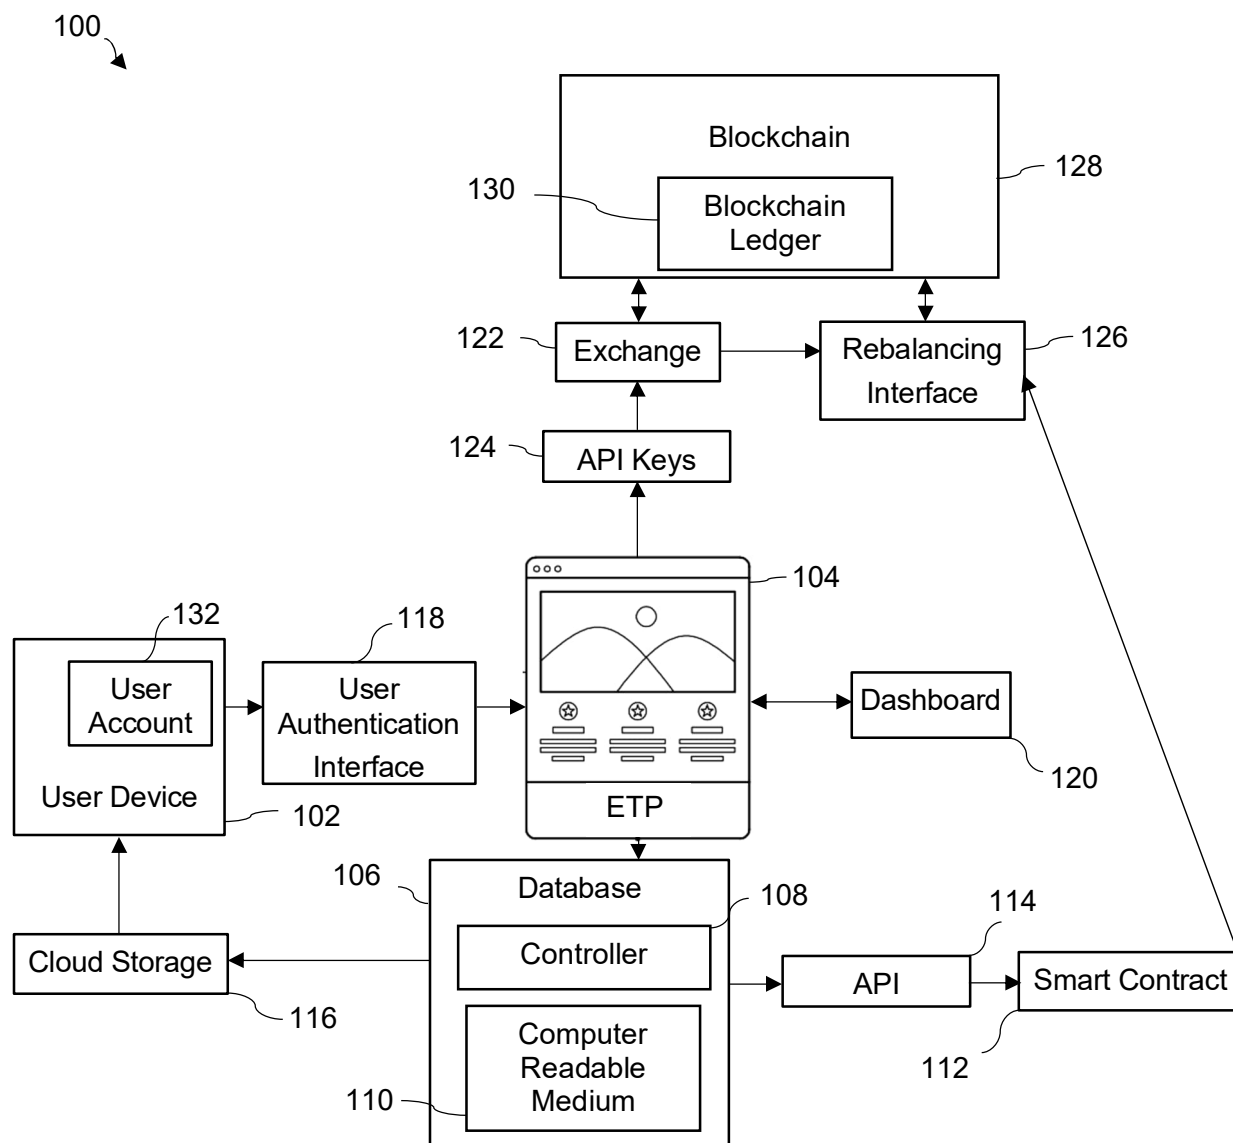 100
Blockchain
128
130
Blockchain
Ledger
122
Exchange
Rebalancing
Interface
126
124
API Keys
104
132
118
User
Account
User Device
102
User
Authentication
Interface
Dashboard
120
ETP
106
Database
108
Controller
114
Cloud Storage
116
API
Smart Contract
112
Computer
Readable
Medium
110